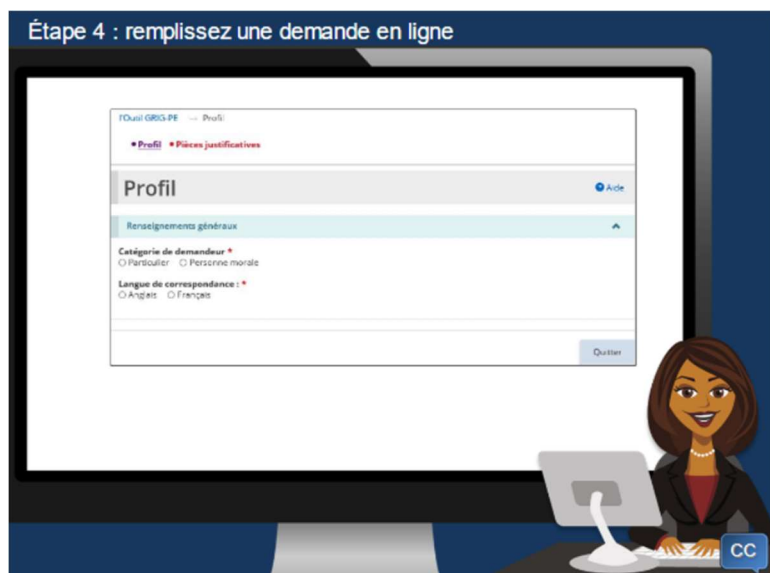 Étape 4 : remplissez une demande en ligne
l'Outil GRIG-PE → Profil
• Profil • Pièces justificatives
Profil
Aide
Renseignements généraux
Catégorie de demandeur *
Particulier Personne morale
Langue de correspondance : *
Anglais Français
Quitter
CC